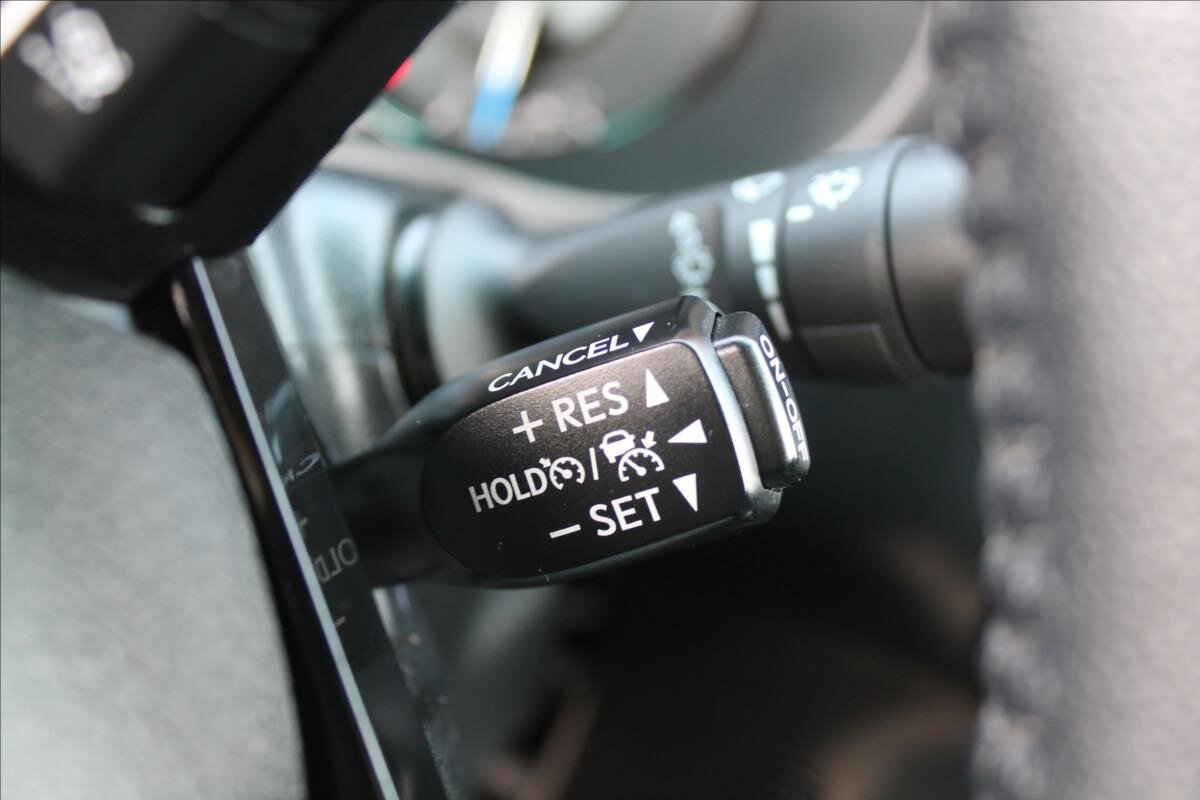 CANCEL
+ RES
HOLD /
− SET
ON-OFF